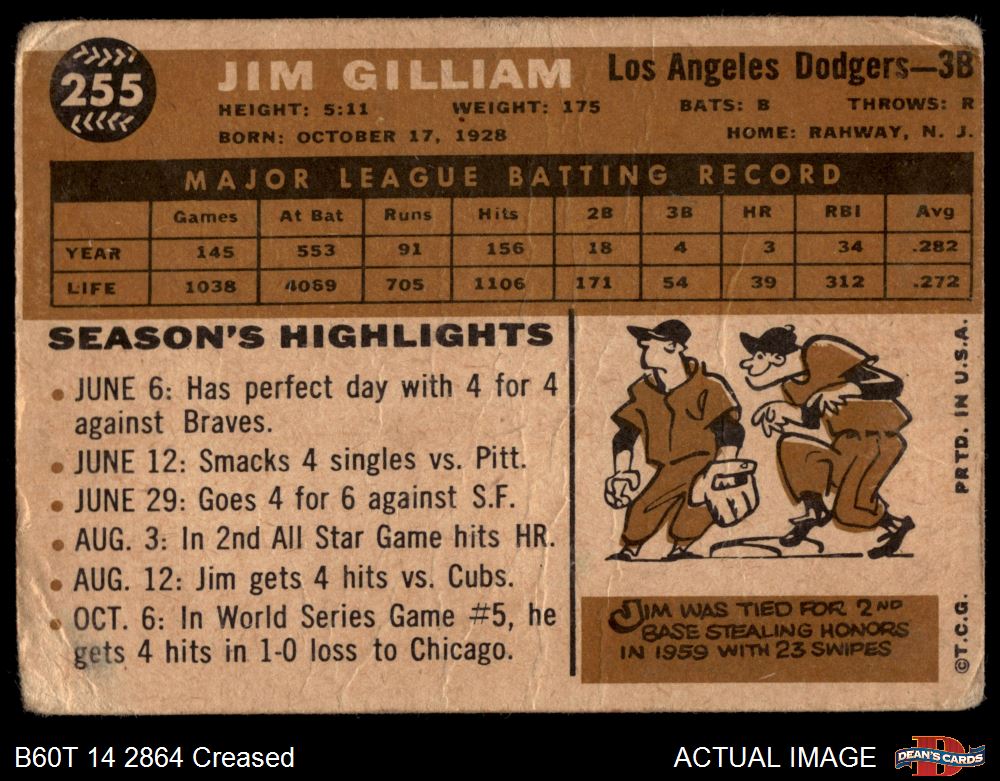 255
JIM GILLIAM
Los Angeles Dodgers—3B
HEIGHT: 5:11 WEIGHT: 175 BATS: B THROWS: R
BORN: OCTOBER 17, 1928 HOME: RAHWAY, N. J.
MAJOR LEAGUE BATTING RECORD
Games At Bat Runs Hits 2B 3B HR RBI Avg
YEAR 145 553 91 156 18 4 3 34 .282
LIFE 1038 4069 705 1106 171 54 39 312 .272
SEASON'S HIGHLIGHTS
• JUNE 6: Has perfect day with 4 for 4
against Braves.
• JUNE 12: Smacks 4 singles vs. Pitt.
• JUNE 29: Goes 4 for 6 against S.F.
• AUG. 3: In 2nd All Star Game hits HR.
• AUG. 12: Jim gets 4 hits vs. Cubs.
• OCT. 6: In World Series Game #5, he
gets 4 hits in 1-0 loss to Chicago.
JIM WAS TIED FOR 2ND
BASE STEALING HONORS
IN 1959 WITH 23 SWIPES
©T.C.G. PRTD. IN U.S.A.
B60T 14 2864 Creased
ACTUAL IMAGE
D
DEAN'S CARDS